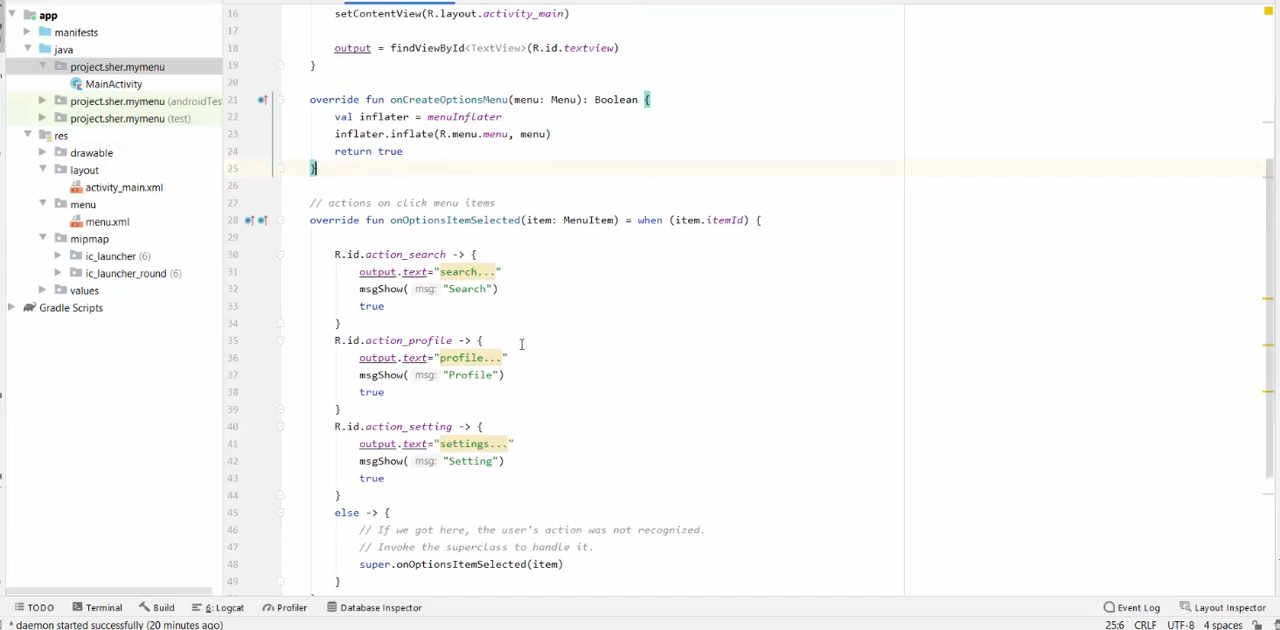 app
manifests
java
project.sher.mymenu
MainActivity
project.sher.mymenu (androidTes
project.sher.mymenu (test)
res
drawable
layout
activity_main.xml
menu
menu.xml
mipmap
ic_launcher (6)
ic_launcher_round (6)
values
Gradle Scripts
16 setContentView(R.layout.activity_main)
17
18 output = findViewById<TextView>(R.id.textview)
19 }
20
21 override fun onCreateOptionsMenu(menu: Menu): Boolean {
22 val inflater = menuInflater
23 inflater.inflate(R.menu.menu, menu)
24 return true
25 }
26
27 // actions on click menu items
28 override fun onOptionsItemSelected(item: MenuItem) = when (item.itemId) {
29
30 R.id.action_search -> {
31 output.text="search..."
32 msgShow( msg: "Search")
33 true
34 }
35 R.id.action_profile -> {
36 output.text="profile..."
37 msgShow( msg: "Profile")
38 true
39 }
40 R.id.action_setting -> {
41 output.text="settings..."
42 msgShow( msg: "Setting")
43 true
44 }
45 else -> {
46 // If we got here, the user's action was not recognized.
47 // Invoke the superclass to handle it.
48 super.onOptionsItemSelected(item)
49 }
TODO Terminal Build 6: Logcat Profiler Database Inspector Event Log Layout Inspector
* daemon started successfully (20 minutes ago) 25:6 CRLF UTF-8 4 spaces